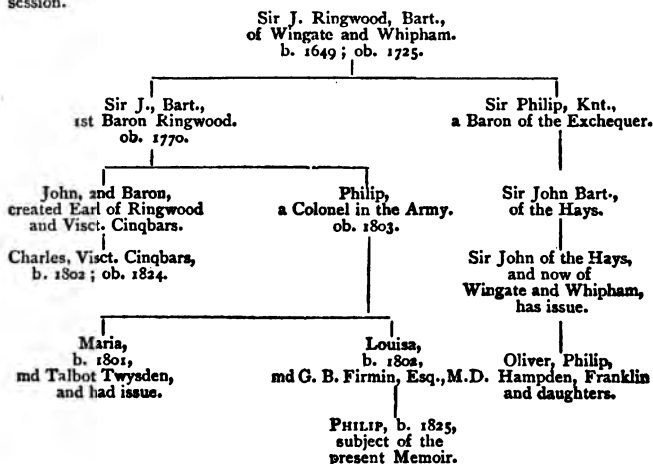 session.
Sir J. Ringwood, Bart.,
of Wingate and Whipham.
b. 1649 ; ob. 1725.
Sir J., Bart.,
1st Baron Ringwood.
ob. 1770.
Sir Philip, Knt.,
a Baron of the Exchequer.
John, 2nd Baron,
created Earl of Ringwood
and Visct. Cinqbars.
Philip,
a Colonel in the Army.
ob. 1803.
Sir John Bart.,
of the Hays.
Charles, Visct. Cinqbars,
b. 1802 ; ob. 1824.
Sir John of the Hays,
and now of
Wingate and Whipham,
has issue.
Maria,
b. 1801,
md Talbot Twysden,
and had issue.
Louisa,
b. 1802,
md G. B. Firmin, Esq., M.D.
Oliver, Philip,
Hampden, Franklin
and daughters.
PHILIP, b. 1825,
subject of the
present Memoir.